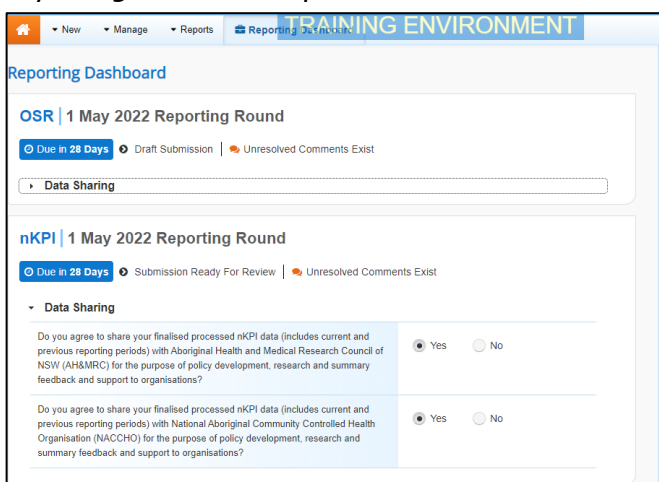 New Manage Reports Reporting Dashboard TRAINING ENVIRONMENT
Reporting Dashboard
OSR | 1 May 2022 Reporting Round
Due in 28 Days Draft Submission | Unresolved Comments Exist
Data Sharing
nKPI | 1 May 2022 Reporting Round
Due in 28 Days Submission Ready For Review | Unresolved Comments Exist
Data Sharing
Do you agree to share your finalised processed nKPI data (includes current and
previous reporting periods) with Aboriginal Health and Medical Research Council of
NSW (AH&MRC) for the purpose of policy development, research and summary
feedback and support to organisations?
Yes No
Do you agree to share your finalised processed nKPI data (includes current and
previous reporting periods) with National Aboriginal Community Controlled Health
Organisation (NACCHO) for the purpose of policy development, research and
summary feedback and support to organisations?
Yes No